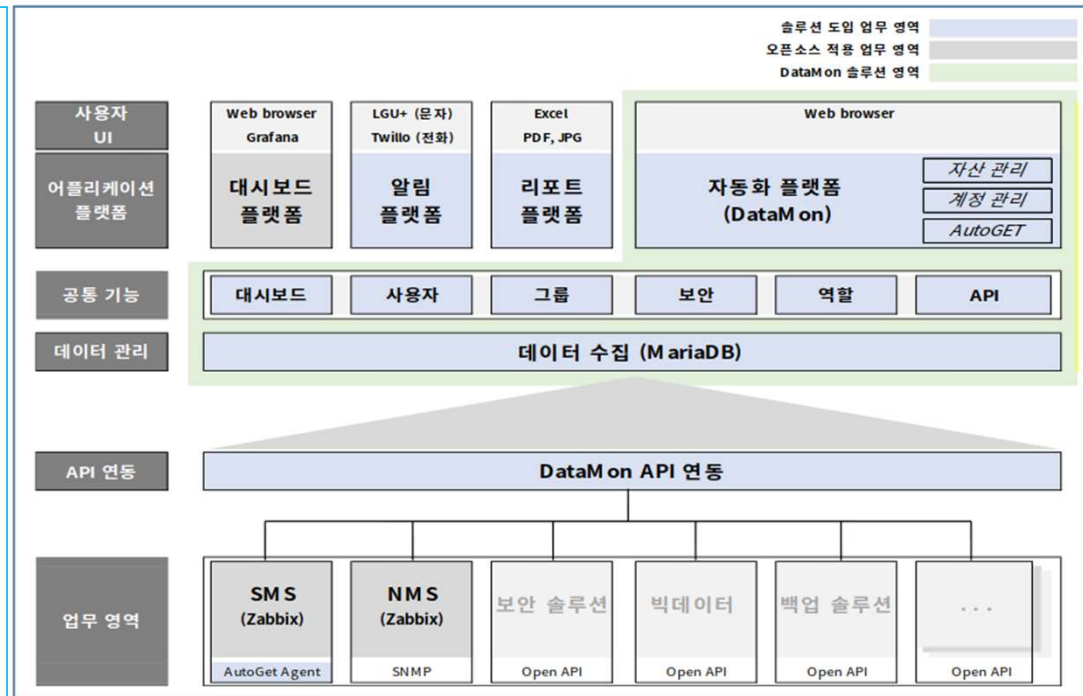 솔루션 도입 업무 영역
오픈소스 적용 업무 영역
DataMon 솔루션 영역
사용자
UI
Web browser
Grafana
LGU+ (문자)
Twillo (전화)
Excel
PDF, JPG
Web browser
어플리케이션
플랫폼
대시보드
플랫폼
알림
플랫폼
리포트
플랫폼
자동화 플랫폼
(DataMon)
자산 관리
계정 관리
AutoGET
공통 기능
대시보드
사용자
그룹
보안
역할
API
데이터 관리
데이터 수집 (MariaDB)
API 연동
DataMon API 연동
업무 영역
SMS
(Zabbix)
AutoGet Agent
NMS
(Zabbix)
SNMP
보안 솔루션
Open API
빅데이터
Open API
백업 솔루션
Open API
...
Open API